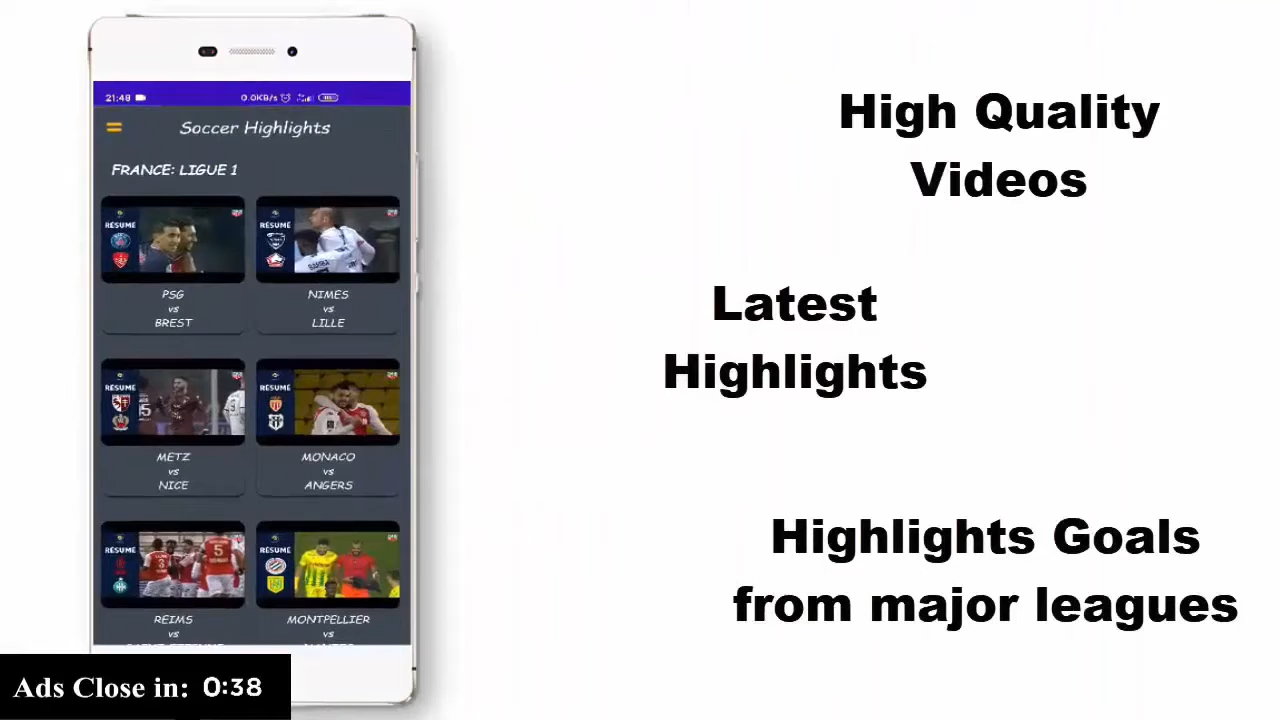 21:48
0.0KB/s
Soccer Highlights
FRANCE: LIGUE 1
RÉSUMÉ
RÉSUMÉ
PSG
vs
BREST
NIMES
vs
LILLE
RÉSUMÉ
RÉSUMÉ
METZ
vs
NICE
MONACO
vs
ANGERS
RÉSUMÉ
5
RÉSUMÉ
REIMS
vs
MONTPELLIER
vs
High Quality
Videos
Latest
Highlights
Highlights Goals
from major leagues
Ads Close in: 0:38